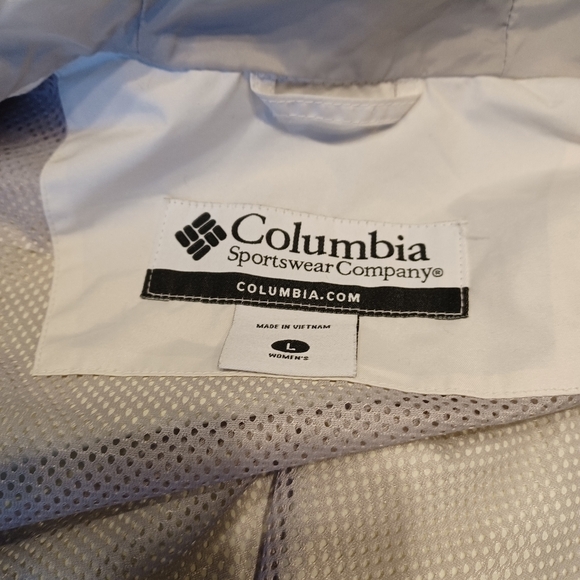 Columbia
Sportswear Company®
COLUMBIA.COM
MADE IN VIETNAM
L
WOMEN'S